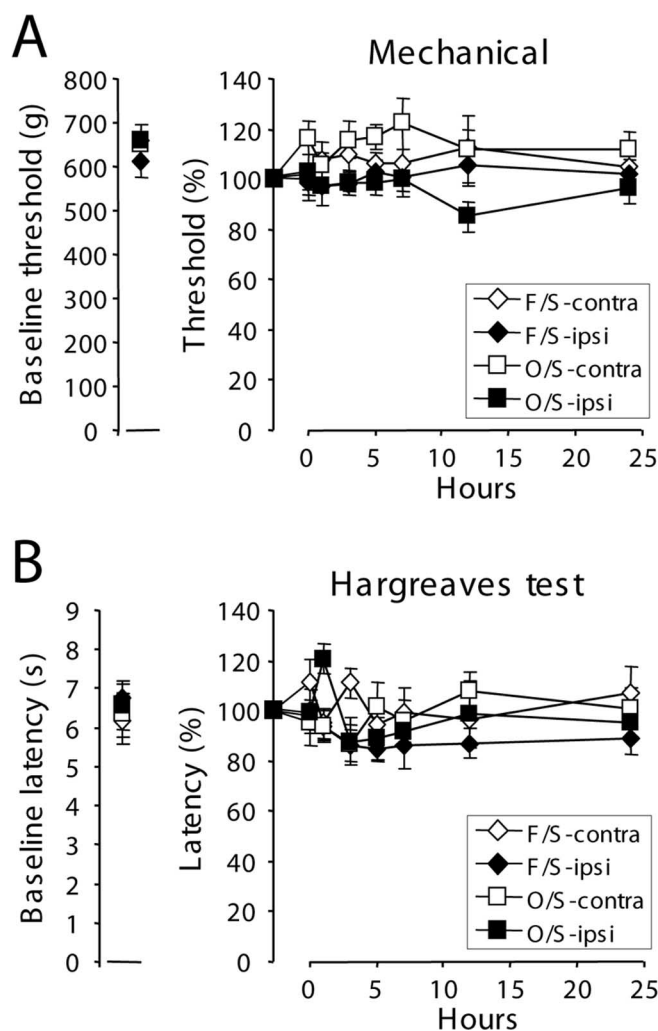 A
Mechanical
Baseline threshold (g)
800
700
600
500
400
300
200
100
0
Threshold (%)
140
120
100
80
60
40
20
0
F/S-contra
F/S-ipsi
O/S-contra
O/S-ipsi
0 5 10 15 20 25
Hours
B
Hargreaves test
Baseline latency (s)
9
8
7
6
5
4
3
2
1
0
Latency (%)
140
120
100
80
60
40
20
0
F/S-contra
F/S-ipsi
O/S-contra
O/S-ipsi
0 5 10 15 20 25
Hours